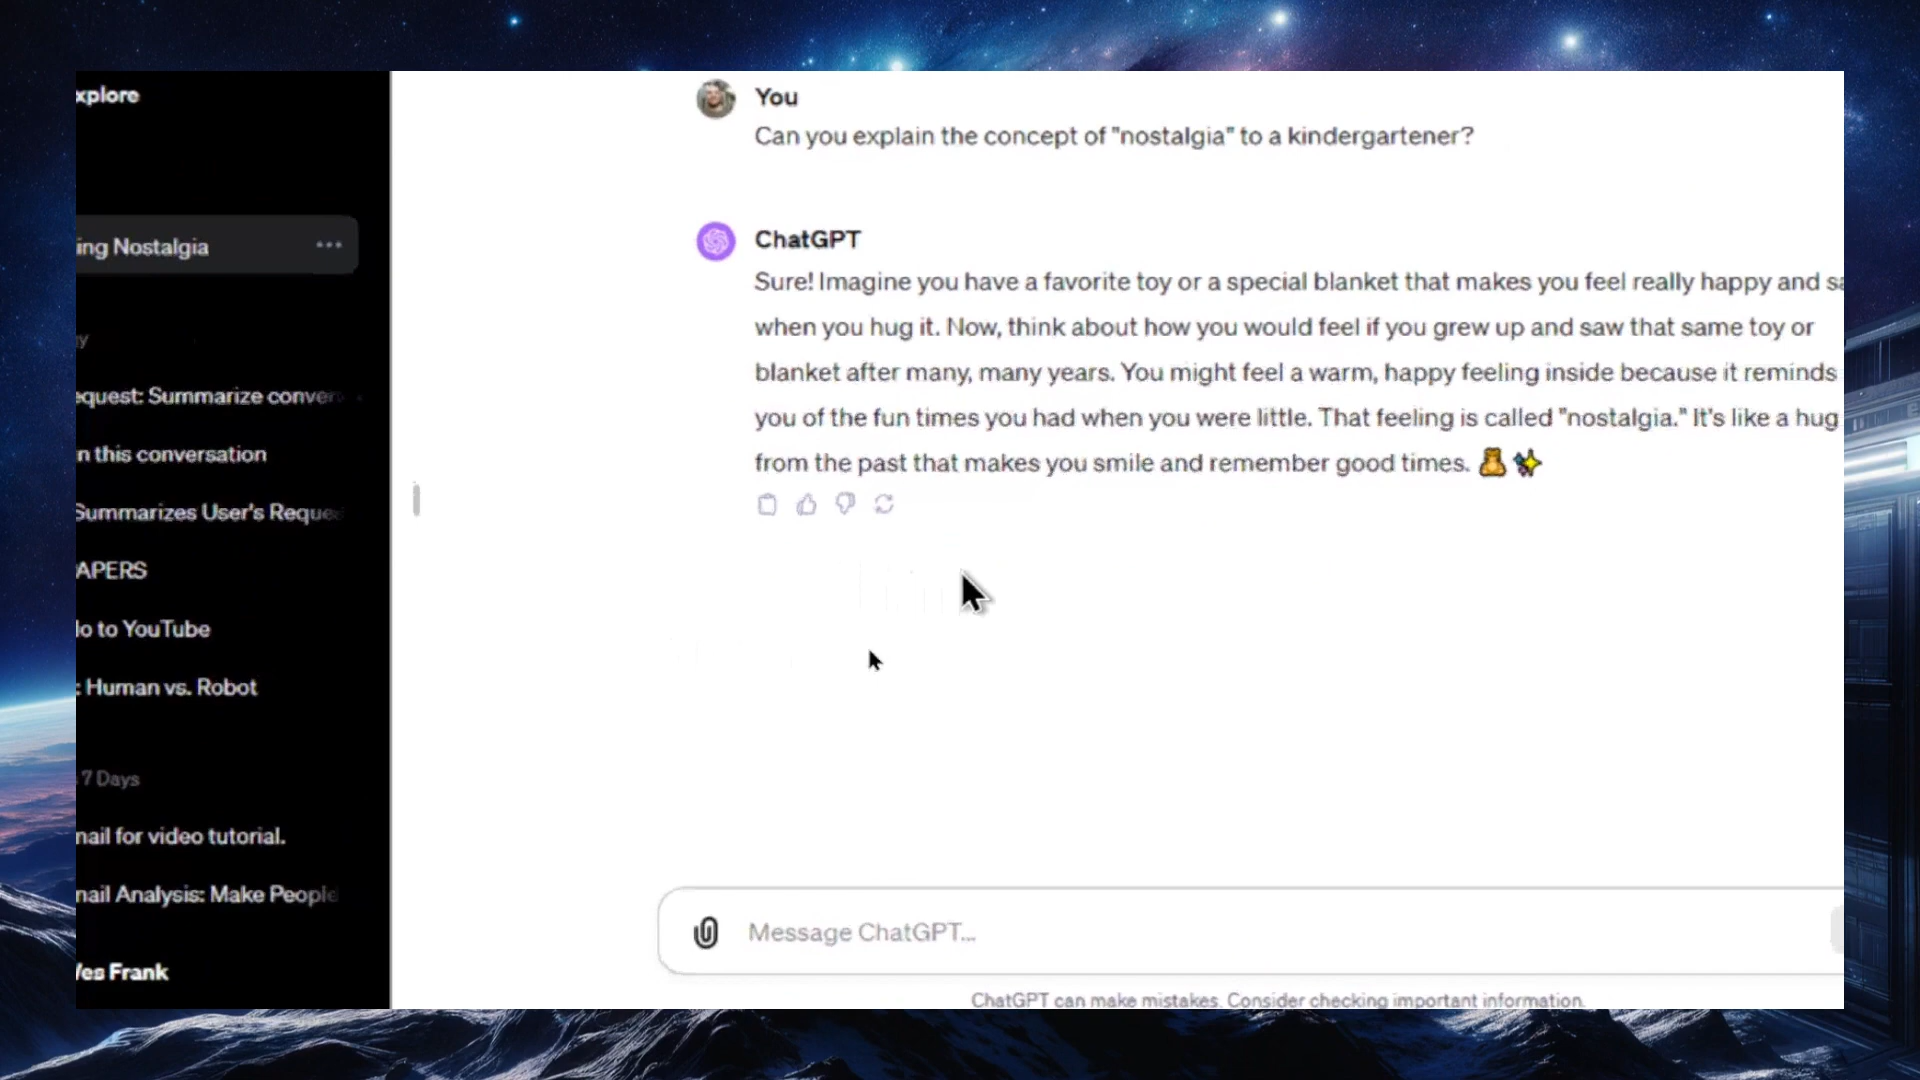 xplore
ing Nostalgia
equest: Summarize conver
n this conversation
Summarizes User's Reque
APERS
lo to YouTube
: Human vs. Robot
7 Days
nail for video tutorial.
nail Analysis: Make People
Ves Frank
You
Can you explain the concept of "nostalgia" to a kindergartener?
ChatGPT
Sure! Imagine you have a favorite toy or a special blanket that makes you feel really happy and sa
when you hug it. Now, think about how you would feel if you grew up and saw that same toy or
blanket after many, many years. You might feel a warm, happy feeling inside because it reminds
you of the fun times you had when you were little. That feeling is called "nostalgia." It's like a hug
from the past that makes you smile and remember good times.
Message ChatGPT...
ChatGPT can make mistakes. Consider checking important information.